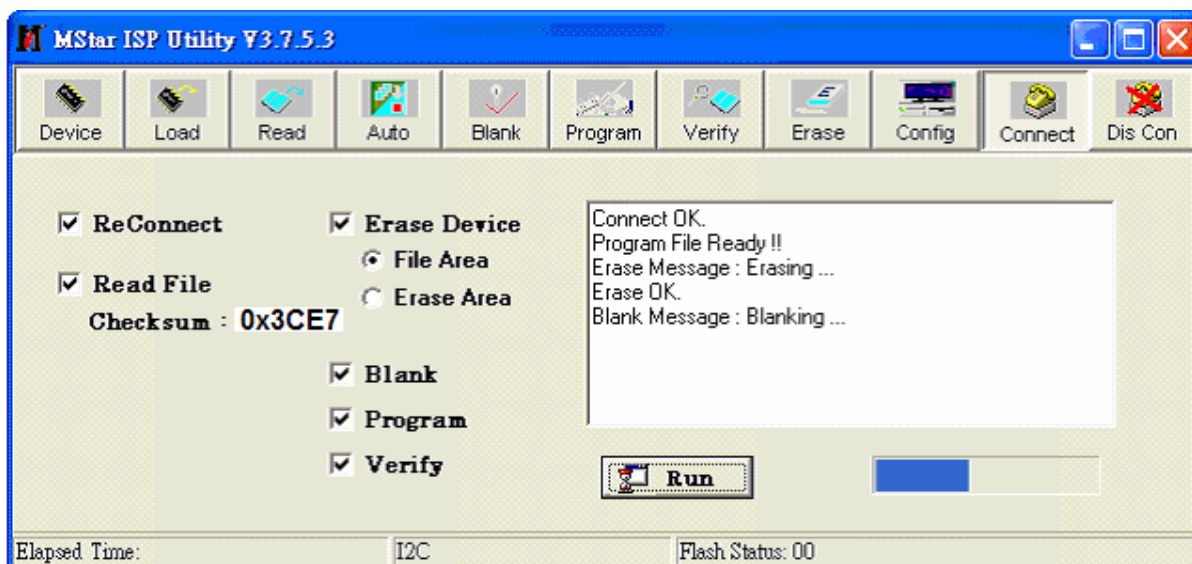 MStar ISP Utility V3.7.5.3
Device Load Read Auto Blank Program Verify Erase Config Connect Dis Con
ReConnect
Read File
Checksum : 0x3CE7
Erase Device
File Area
Erase Area
Blank
Program
Verify
Connect OK.
Program File Ready !!
Erase Message : Erasing ...
Erase OK.
Blank Message : Blanking ...
Run
Elapsed Time: I2C Flash Status: 00